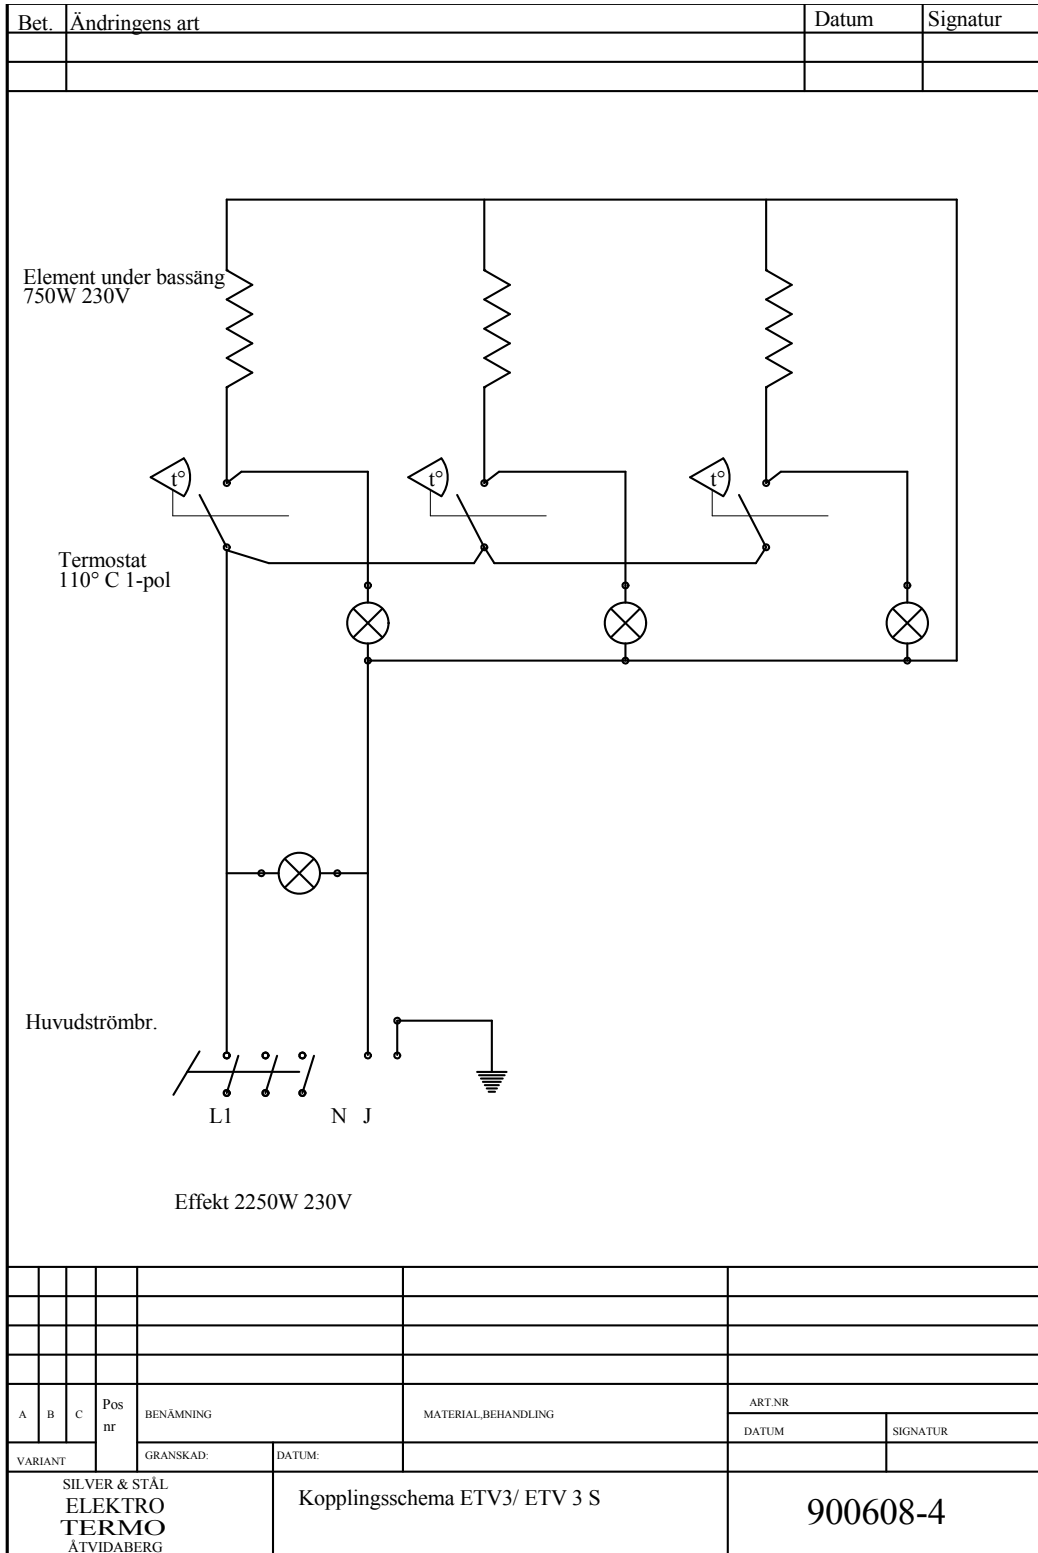 Bet. Ändringens art Datum Signatur
Element under bassäng
750W 230V
t° t° t°
Termostat
110° C 1-pol
Huvudströmbr.
L1 N J
Effekt 2250W 230V
A B C Pos nr BENÄMNING MATERIAL,BEHANDLING ART.NR
DATUM SIGNATUR
VARIANT GRANSKAD: DATUM:
SILVER & STÅL
ELEKTRO
TERMO
ÅTVIDABERG
Kopplingsschema ETV3/ ETV 3 S
900608-4